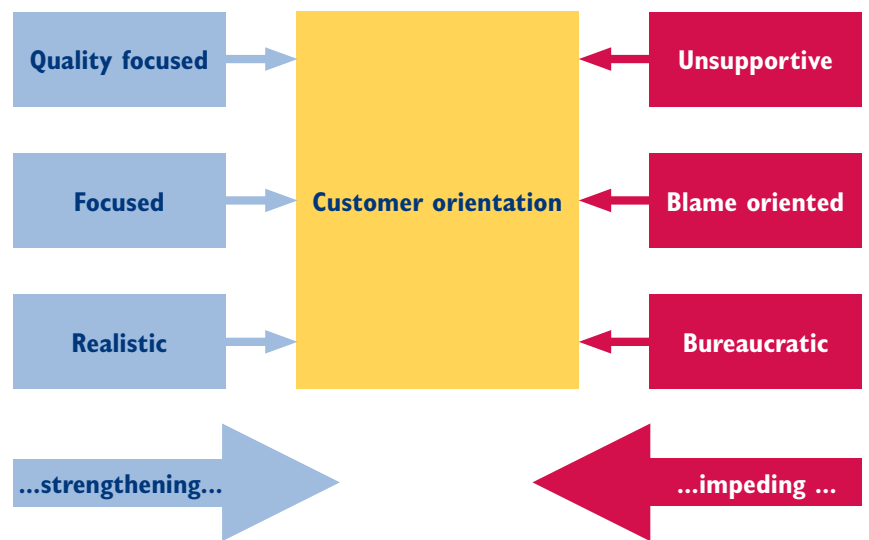 Quality focused
Unsupportive
Focused
Customer orientation
Blame oriented
Realistic
Bureaucratic
...strengthening...
...impeding ...